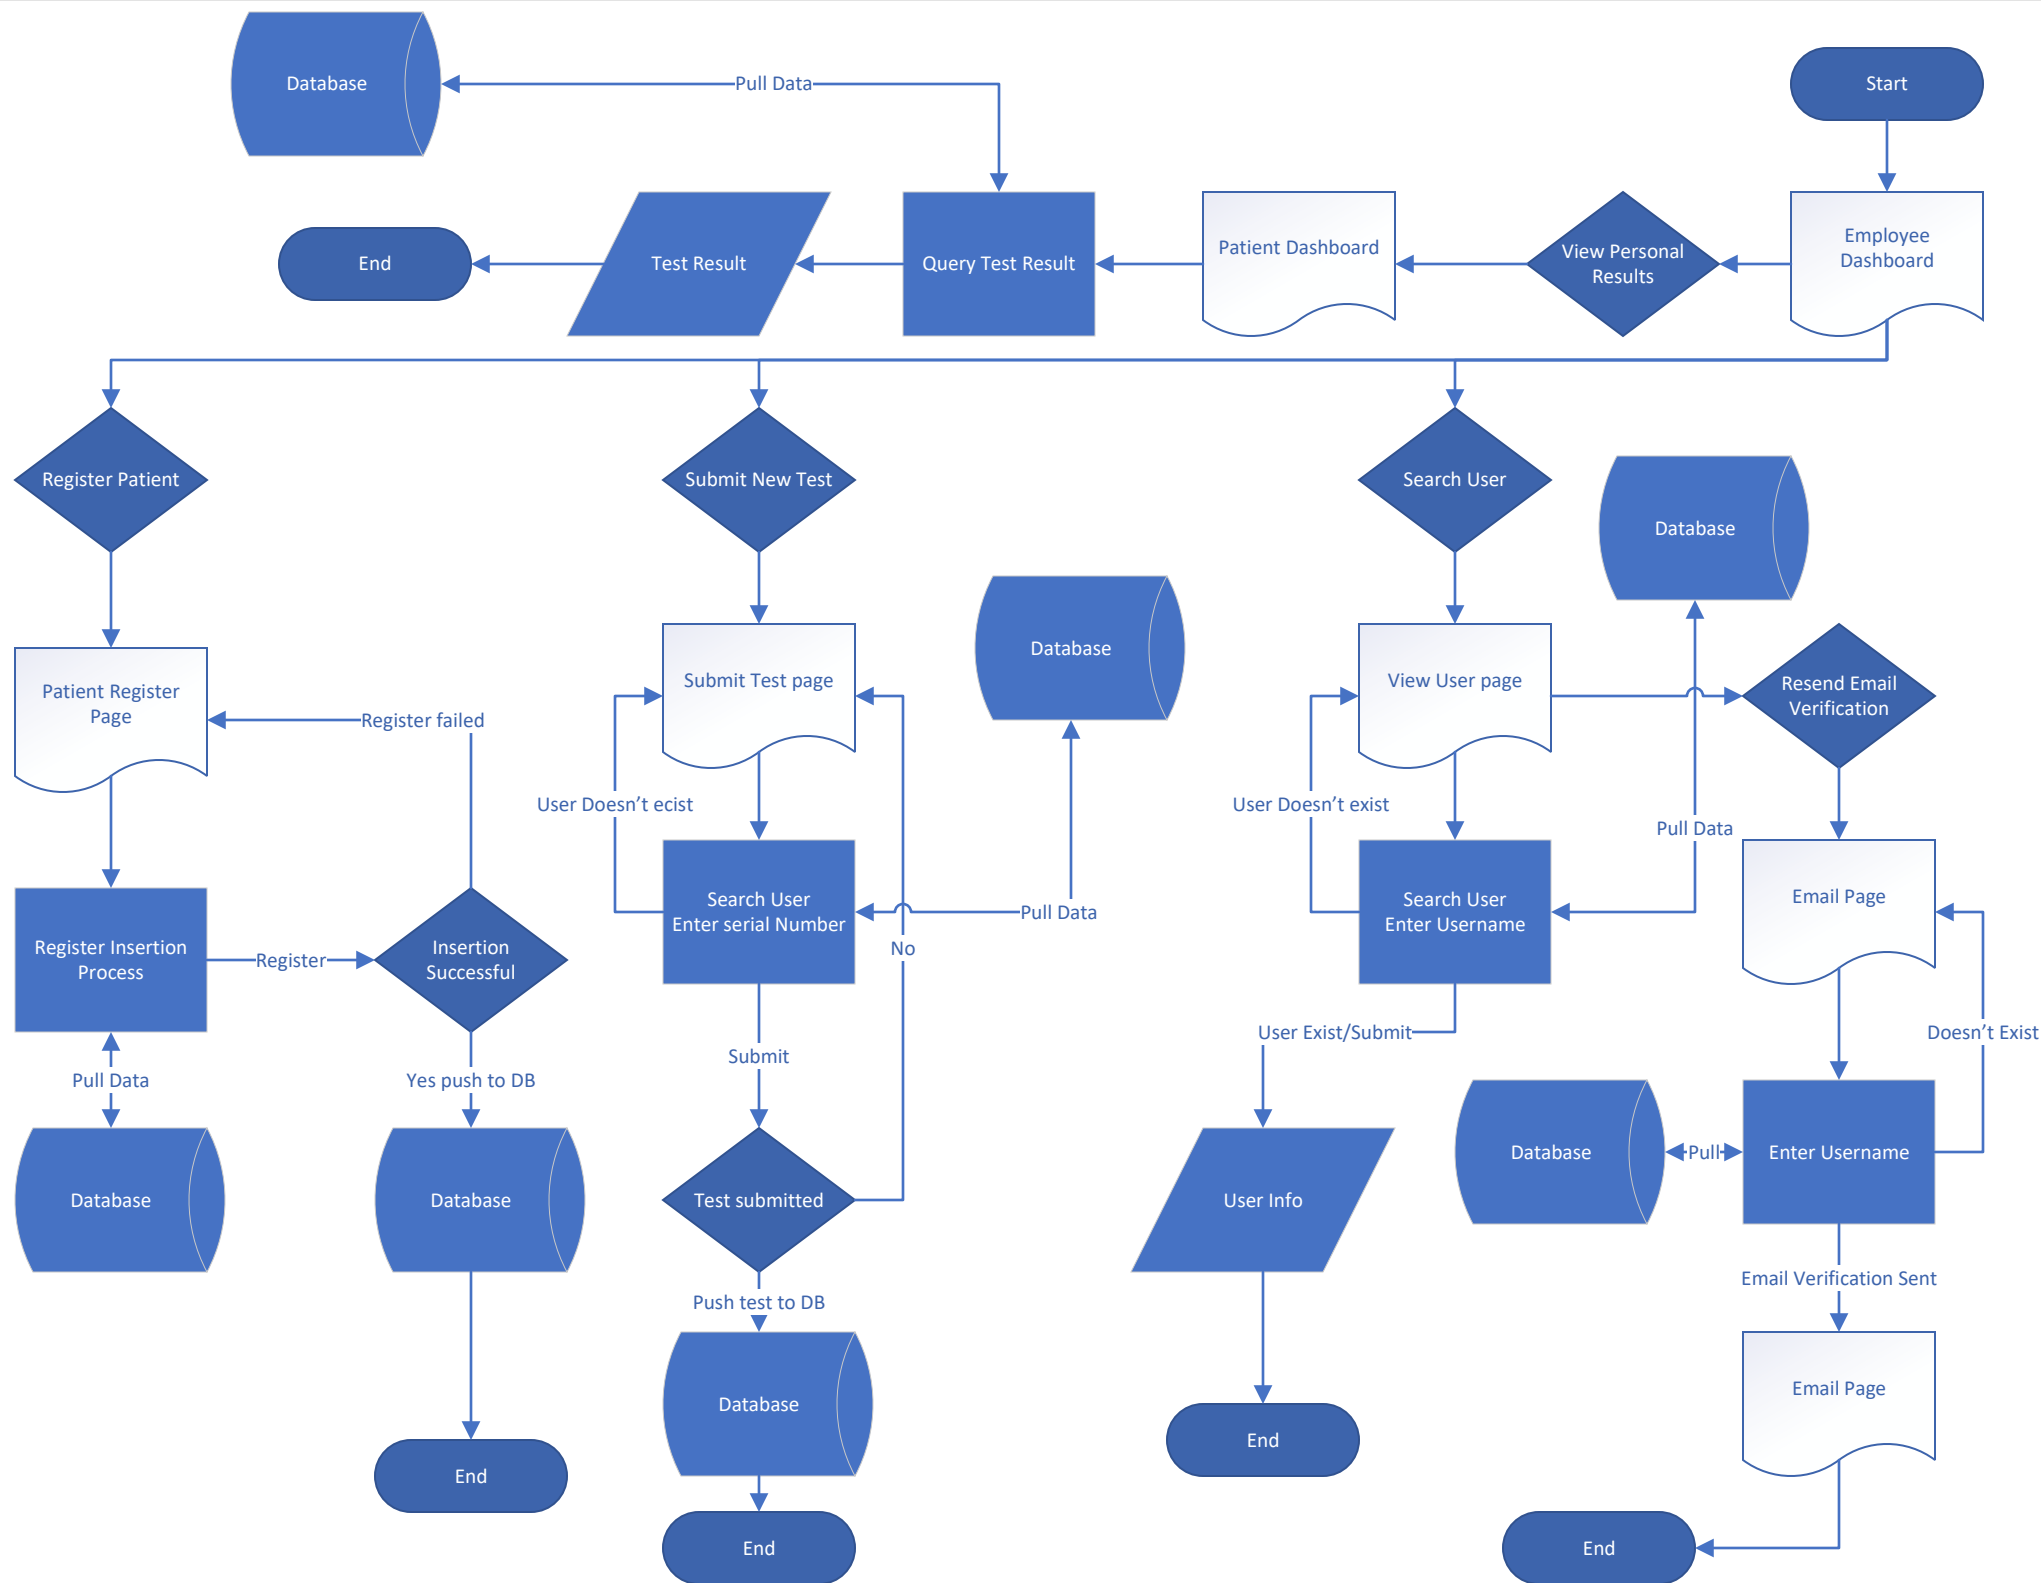 Database
Pull Data
Start
End
Test Result
Query Test Result
Patient Dashboard
View Personal
Results
Employee
Dashboard
Register Patient
Submit New Test
Search User
Database
Database
Patient Register
Page
Register failed
Submit Test page
View User page
Resend Email
Verification
User Doesn't ecist
User Doesn't exist
Pull Data
Search User
Enter serial Number
Pull Data
Search User
Enter Username
Email Page
Register Insertion
Process
Register
Insertion
Successful
No
User Exist/Submit
Doesn't Exist
Pull Data
Yes push to DB
Submit
Database
Database
Test submitted
User Info
Database
Pull
Enter Username
Push test to DB
Email Verification Sent
Database
Email Page
End
End
End
End